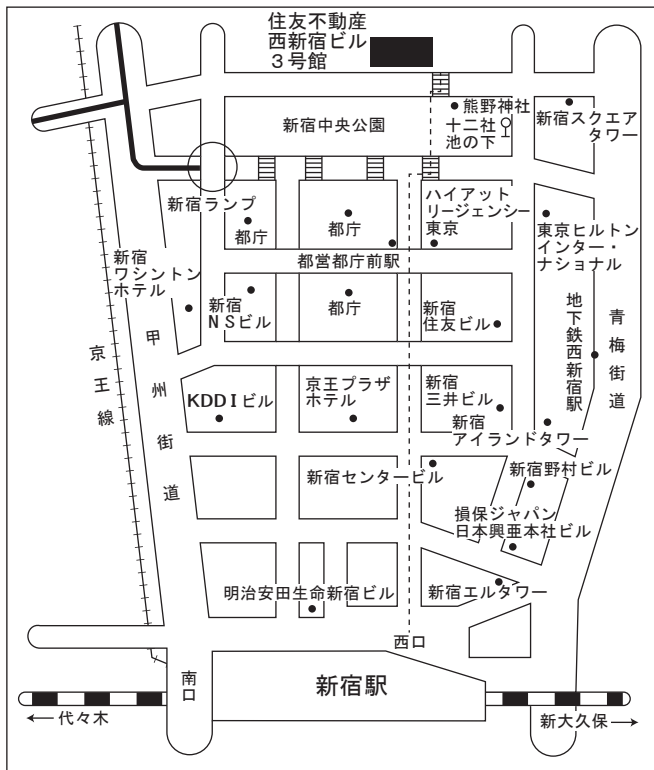 住友不動産
西新宿ビル
3号館
熊野神社
十二社
池の下
新宿スクエア
タワー
新宿中央公園
新宿ランプ
都庁
都庁
ハイアット
リージェンシー
東京
東京ヒルトン
インター・
ナショナル
都営都庁前駅
新宿
ワシントン
ホテル
新宿
NSビル
都庁
新宿
住友ビル
地下鉄西新宿駅
青梅街道
京王線
甲州街道
KDDIビル
京王プラザ
ホテル
新宿
三井ビル
新宿
アイランドタワー
新宿センタービル
新宿野村ビル
損保ジャパン
日本興亜本社ビル
明治安田生命新宿ビル
新宿エルタワー
西口
南口
新宿駅
←代々木
新大久保→